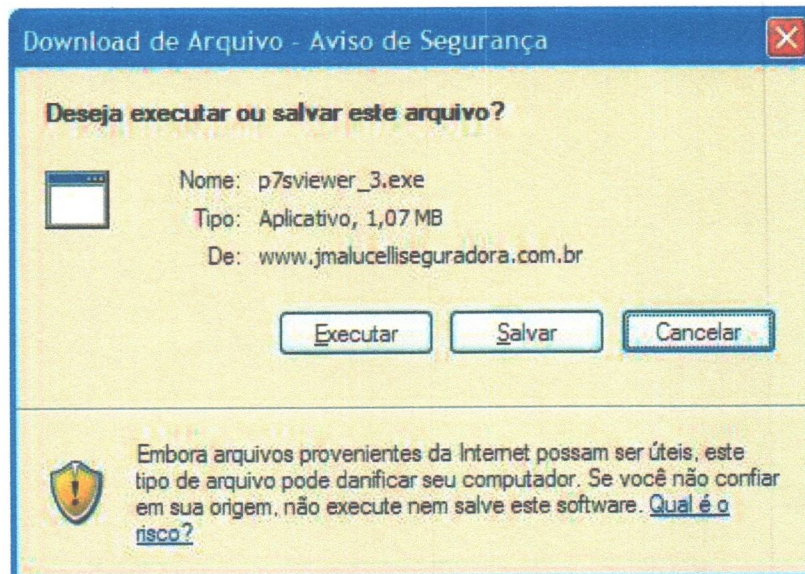 Download de Arquivo - Aviso de Segurança
Deseja executar ou salvar este arquivo?
Nome: p7sviewer_3.exe
Tipo: Aplicativo, 1,07 MB
De: www.jmalucelliseguradora.com.br
Executar Salvar Cancelar
Embora arquivos provenientes da Internet possam ser úteis, este
tipo de arquivo pode danificar seu computador. Se você não confiar
em sua origem, não execute nem salve este software. Qual é o
risco?